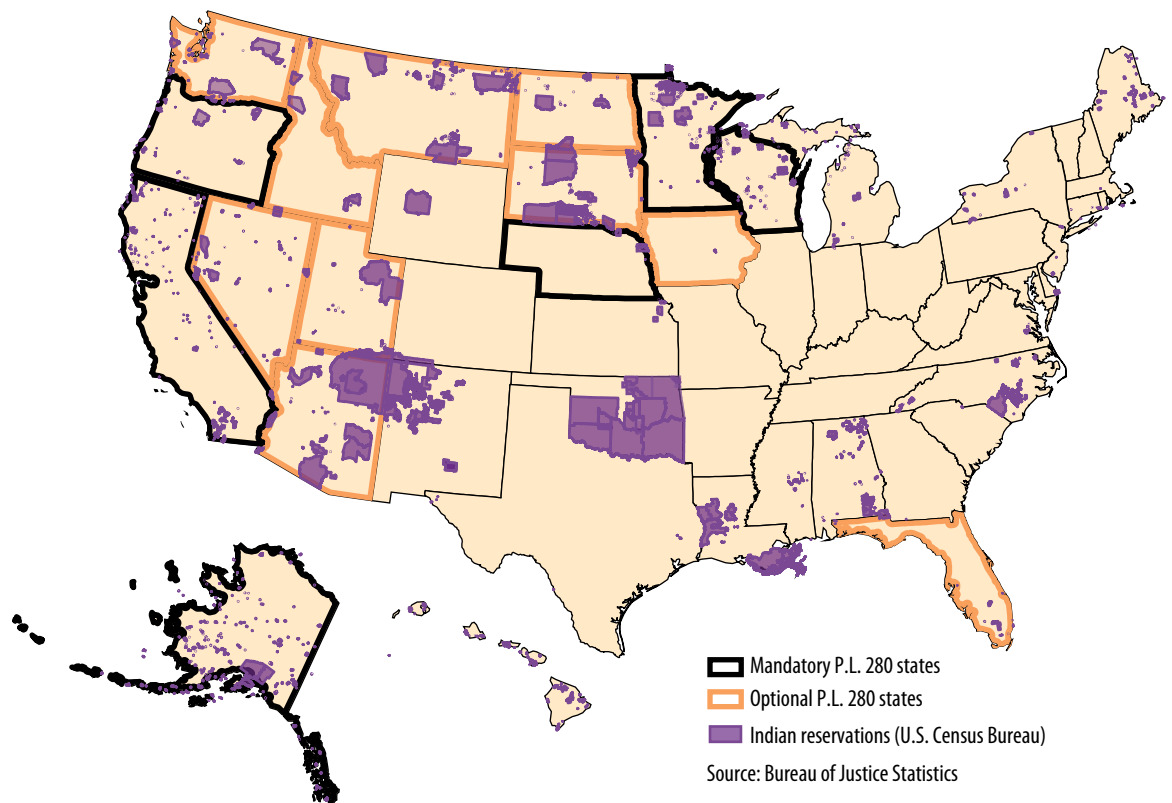 Mandatory P.L. 280 states
Optional P.L. 280 states
Indian reservations (U.S. Census Bureau)
Source: Bureau of Justice Statistics